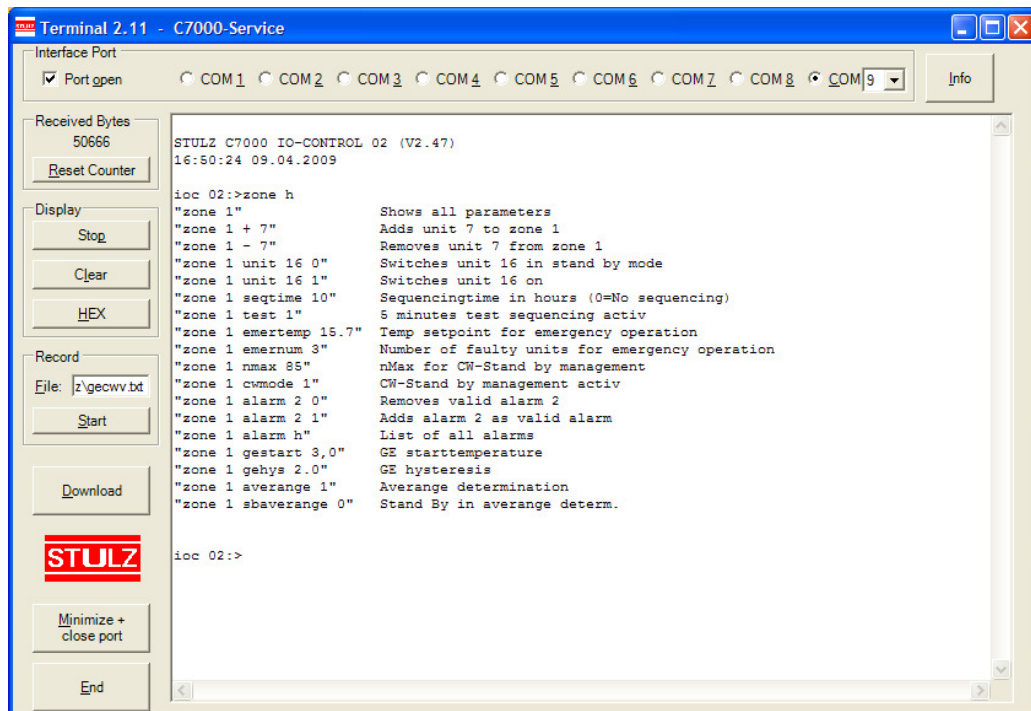 Terminal 2.11 - C7000-Service
Interface Port
Port open COM 1 COM 2 COM 3 COM 4 COM 5 COM 6 COM 7 COM 8 COM 9 Info
Received Bytes
50666
Reset Counter
Display
Stop
Clear
HEX
Record
File: z\gecwv.txt
Start
Download
STULZ
Minimize +
close port
End
STULZ C7000 IO-CONTROL 02 (V2.47)
16:50:24 09.04.2009
ioc 02:>zone h
"zone 1" Shows all parameters
"zone 1 + 7" Adds unit 7 to zone 1
"zone 1 - 7" Removes unit 7 from zone 1
"zone 1 unit 16 0" Switches unit 16 in stand by mode
"zone 1 unit 16 1" Switches unit 16 on
"zone 1 seqtime 10" Sequencingtime in hours (0=No sequencing)
"zone 1 test 1" 5 minutes test sequencing activ
"zone 1 emertemp 15.7" Temp setpoint for emergency operation
"zone 1 emernum 3" Number of faulty units for emergency operation
"zone 1 nmax 85" nMax for CW-Stand by management
"zone 1 cwmode 1" CW-Stand by management activ
"zone 1 alarm 2 0" Removes valid alarm 2
"zone 1 alarm 2 1" Adds alarm 2 as valid alarm
"zone 1 alarm h" List of all alarms
"zone 1 gestart 3,0" GE starttemperature
"zone 1 gehys 2.0" GE hysteresis
"zone 1 averange 1" Averange determination
"zone 1 sbaverange 0" Stand By in averange determ.
ioc 02:>